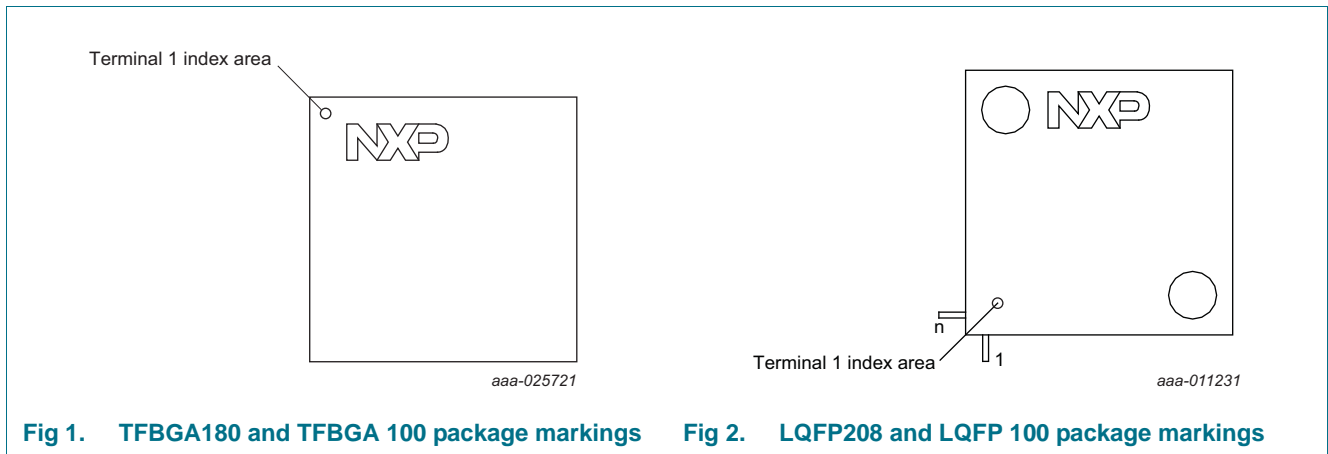 Terminal 1 index area
NXP
aaa-025721
Fig 1. TFBGA180 and TFBGA 100 package markings
NXP
n
1
Terminal 1 index area
aaa-011231
Fig 2. LQFP208 and LQFP 100 package markings